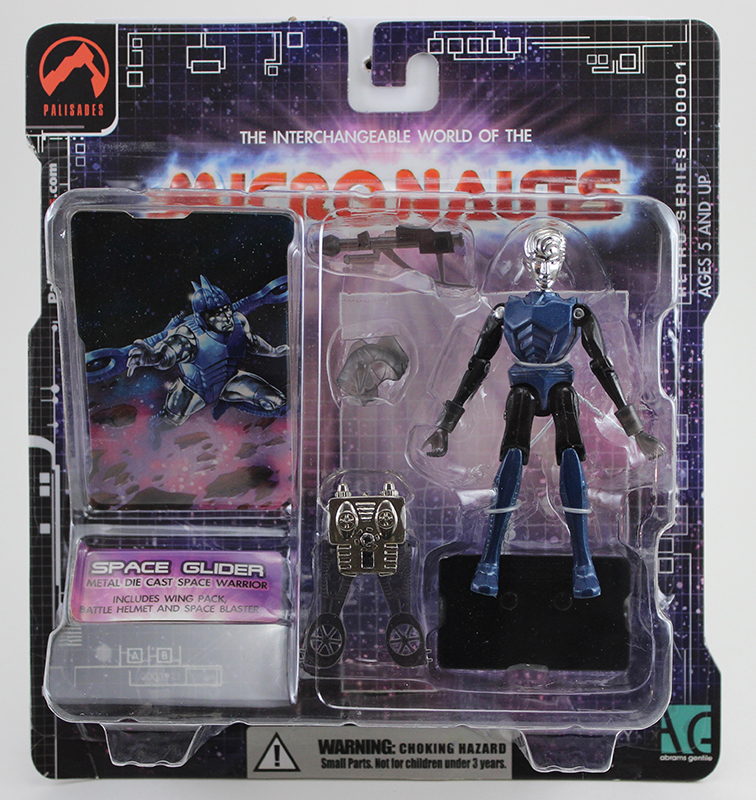 PALISADES
THE INTERCHANGEABLE WORLD OF THE
MICRONAUTS
.com
RETRO SERIES .00001
AGES 5 AND UP
SPACE GLIDER
METAL DIE CAST SPACE WARRIOR
INCLUDES WING PACK,
BATTLE HELMET AND SPACE BLASTER
A B
WARNING: CHOKING HAZARD
Small Parts. Not for children under 3 years.
AG
abrams gentile